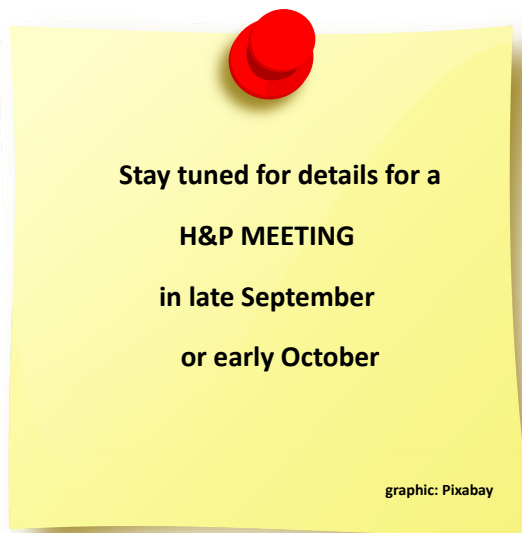 Stay tuned for details for a
H&P MEETING
in late September
or early October
graphic: Pixabay